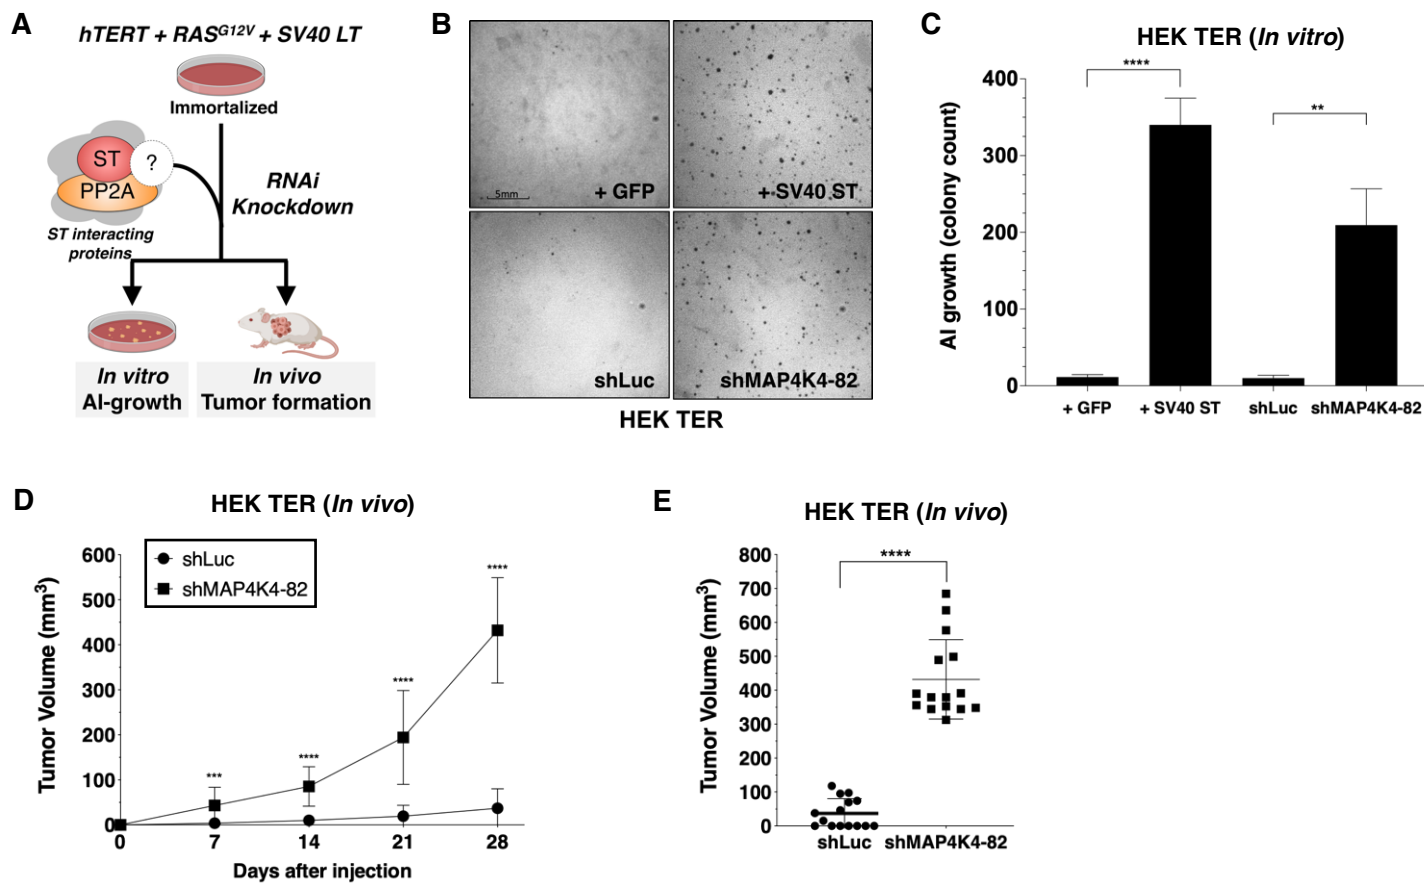 A
hTERT + RAS^G12V + SV40 LT
Immortalized
ST
?
PP2A
RNAi
Knockdown
ST interacting
proteins
In vitro
AI-growth
In vivo
Tumor formation
B
5mm
+ GFP
+ SV40 ST
shLuc
shMAP4K4-82
HEK TER
C
HEK TER (In vitro)
AI growth (colony count)
400
300
200
100
0
****
**
+ GFP
+ SV40 ST
shLuc
shMAP4K4-82
D
HEK TER (In vivo)
Tumor Volume (mm³)
600
500
400
300
200
100
0
shLuc
shMAP4K4-82
***
****
****
****
0
7
14
21
28
Days after injection
E
HEK TER (In vivo)
Tumor Volume (mm³)
800
700
600
500
400
300
200
100
0
****
shLuc
shMAP4K4-82